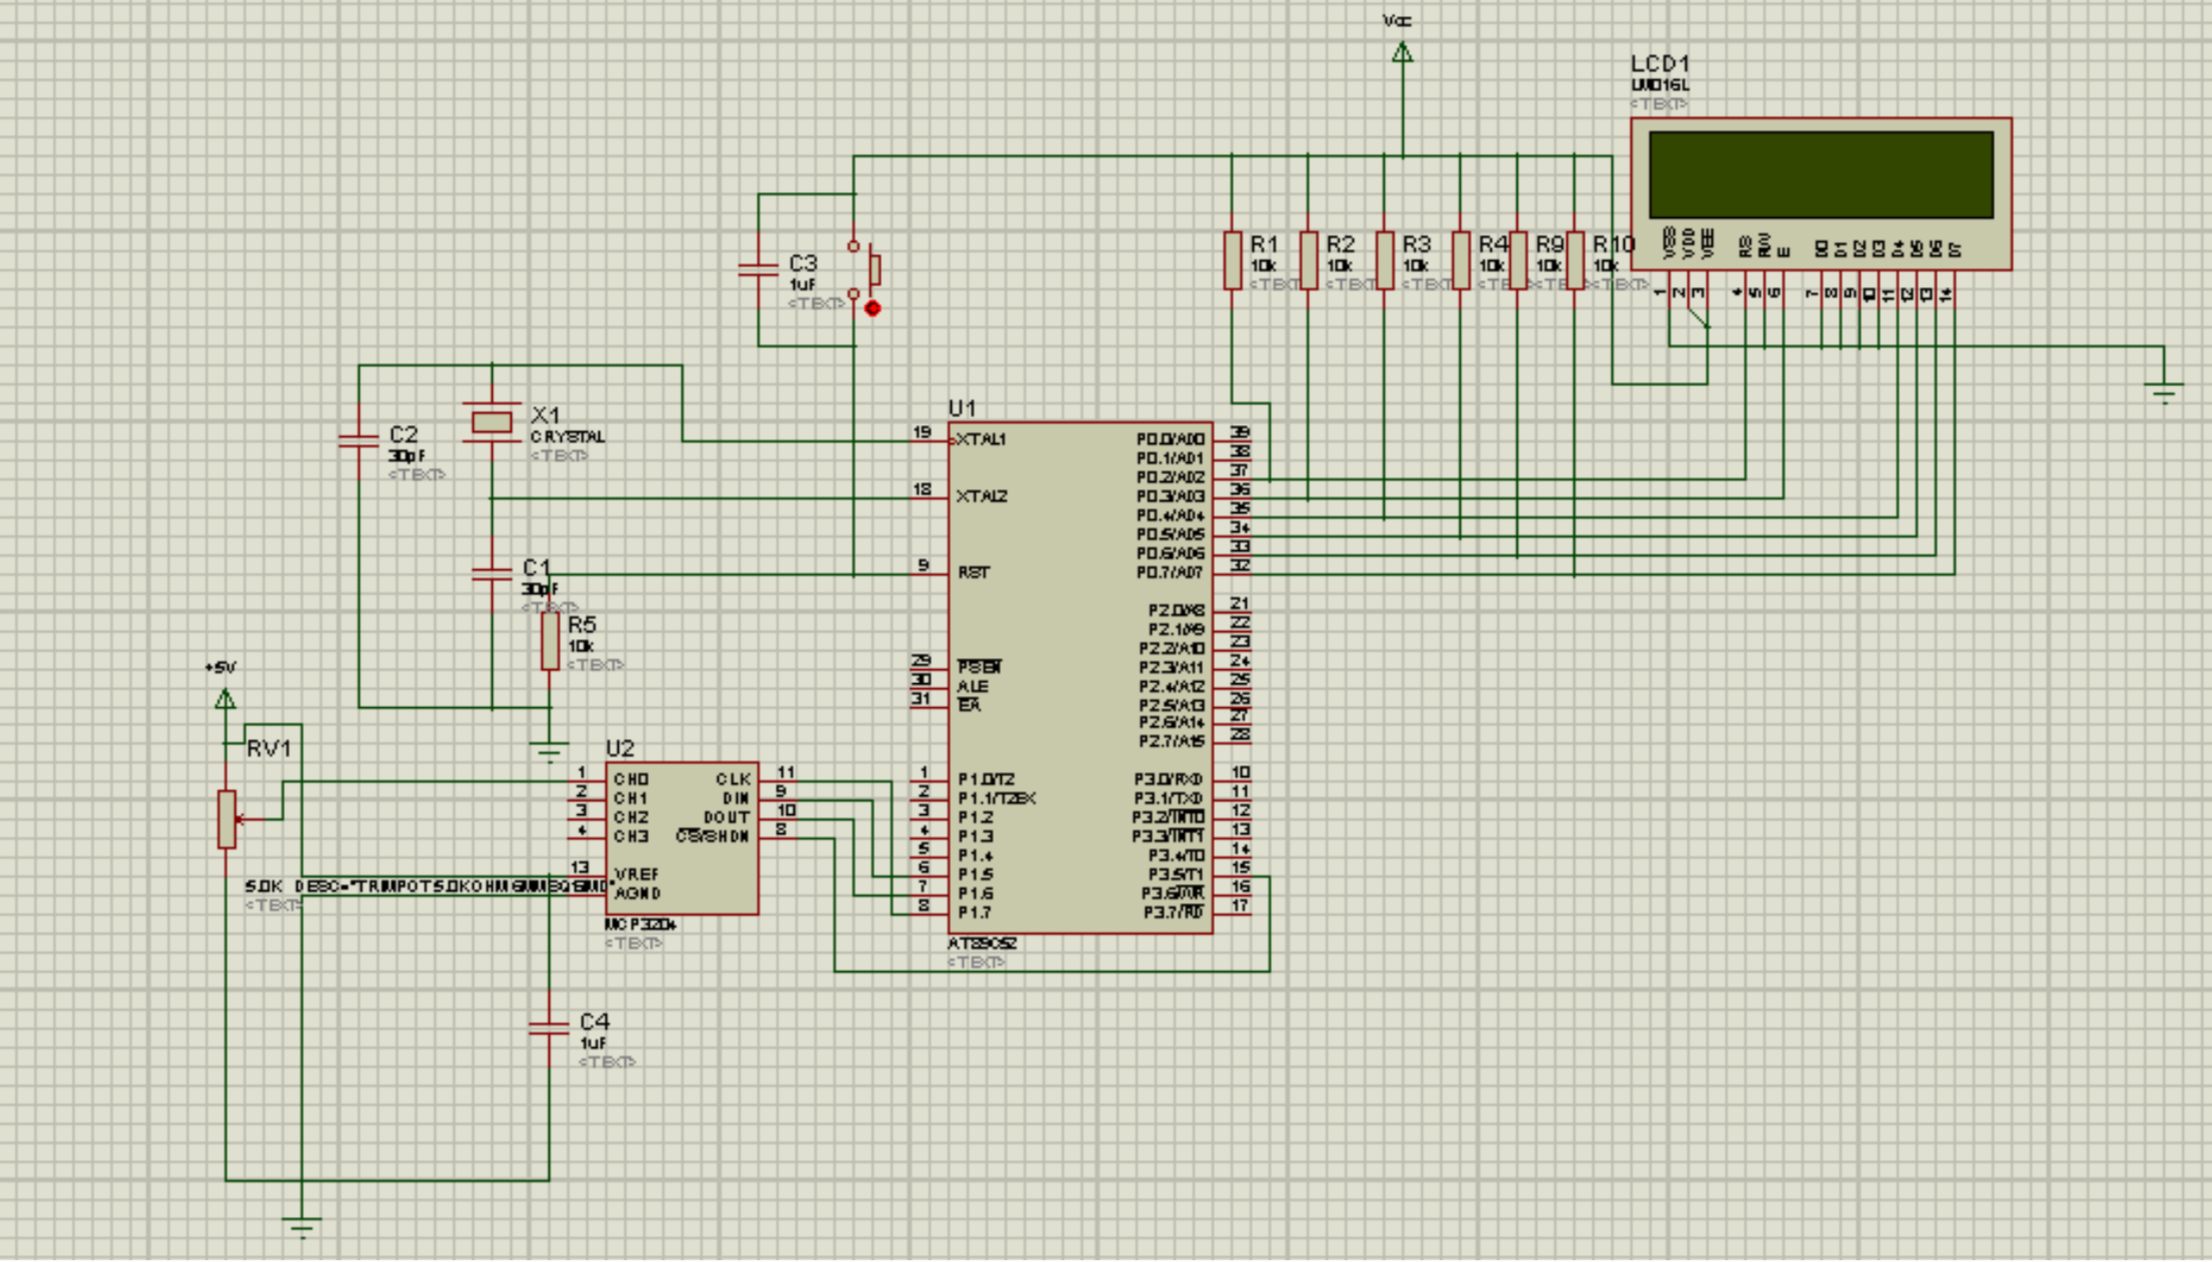 Vcc
LCD1
LM016L
<TEXT>
VSS
VDD
VEE
RS
RW
E
D0
D1
D2
D3
D4
D5
D6
D7
1
2
3
4
5
6
7
8
9
10
11
12
13
14
R1
10k
<TEXT>
R2
10k
<TEXT>
R3
10k
<TEXT>
R4
10k
<TEXT>
R9
10k
<TEXT>
R10
10k
<TEXT>
C3
1uF
<TEXT>
C2
30pF
<TEXT>
X1
CRYSTAL
<TEXT>
C1
30pF
<TEXT>
R5
10k
<TEXT>
U1
19 XTAL1
18 XTAL2
9 RST
29 PSEN
30 ALE
31 EA
1 P1.0/T2
2 P1.1/T2EX
3 P1.2
4 P1.3
5 P1.4
6 P1.5
7 P1.6
8 P1.7
P0.0/AD0 39
P0.1/AD1 38
P0.2/AD2 37
P0.3/AD3 36
P0.4/AD4 35
P0.5/AD5 34
P0.6/AD6 33
P0.7/AD7 32
P2.0/A8 21
P2.1/A9 22
P2.2/A10 23
P2.3/A11 24
P2.4/A12 25
P2.5/A13 26
P2.6/A14 27
P2.7/A15 28
P3.0/RXD 10
P3.1/TXD 11
P3.2/INT0 12
P3.3/INT1 13
P3.4/T0 14
P3.5/T1 15
P3.6/WR 16
P3.7/RD 17
AT89C52
<TEXT>
+5V
RV1
<TEXT>
U2
1 CH0
2 CH1
3 CH2
4 CH3
13 VREF
AGND
CLK 11
DIN 9
DOUT 10
CS/SHDN 8
MCP3204
<TEXT>
C4
1uF
<TEXT>